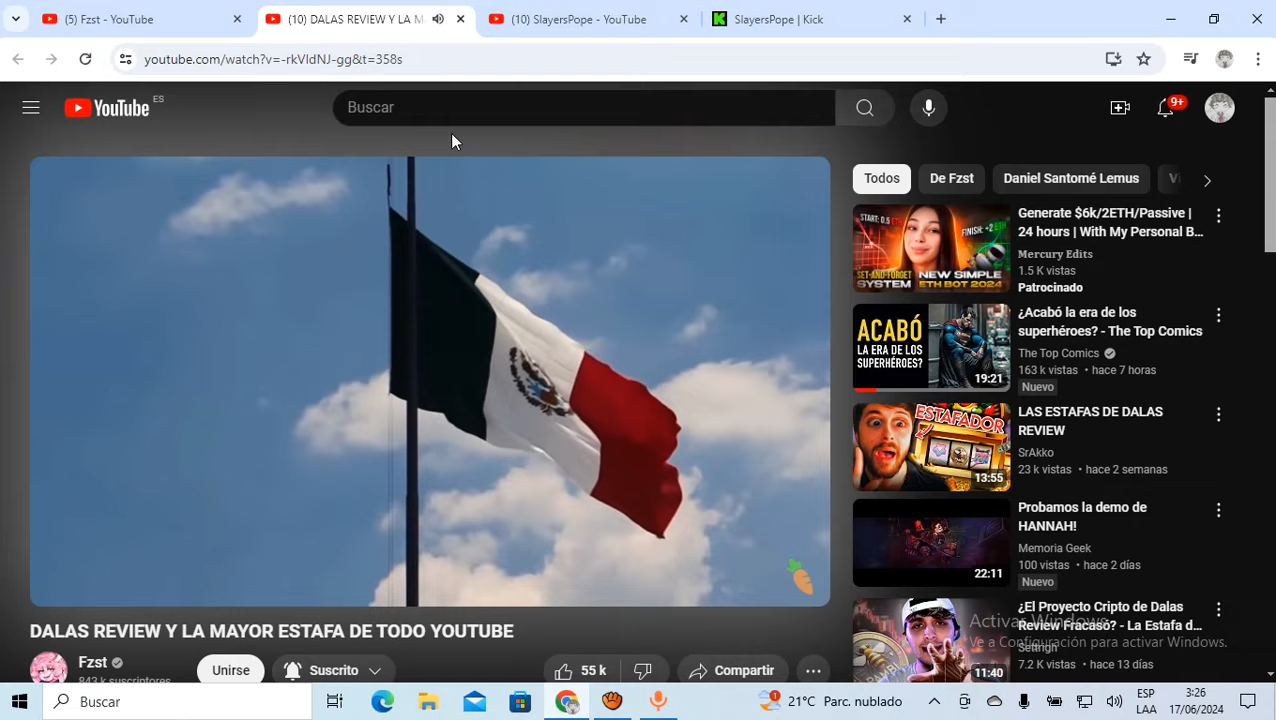 (5) Fzst - YouTube
(10) DALAS REVIEW Y LA M
(10) SlayersPope - YouTube
SlayersPope | Kick
youtube.com/watch?v=-rkVIdNJ-gg&t=358s
YouTube ES
Buscar
9+
Todos
De Fzst
Daniel Santomé Lemus
START: 0.5 ETH
FINISH: +2 ETH
SET-AND-FORGET SYSTEM
NEW SIMPLE ETH BOT 2024
Generate $6k/2ETH/Passive |
24 hours | With My Personal B...
Mercury Edits
1.5 K vistas
Patrocinado
ACABÓ
LA ERA DE LOS
SUPERHÉROES?
19:21
¿Acabó la era de los
superhéroes? - The Top Comics
The Top Comics
163 k vistas • hace 7 horas
Nuevo
ESTAFADOR
13:55
LAS ESTAFAS DE DALAS
REVIEW
SrAkko
23 k vistas • hace 2 semanas
22:11
Probamos la demo de
HANNAH!
Memoria Geek
100 vistas • hace 2 días
Nuevo
11:40
¿El Proyecto Cripto de Dalas
Review Fracasó? - La Estafa d...
Settingh
7.2 K vistas • hace 13 días
Activar Windows
Ve a Configuración para activar Windows.
DALAS REVIEW Y LA MAYOR ESTAFA DE TODO YOUTUBE
Fzst
843 k suscriptores
Unirse
Suscrito
55 k
Compartir
Buscar
21°C Parc. nublado
ESP
LAA
3:26
17/06/2024